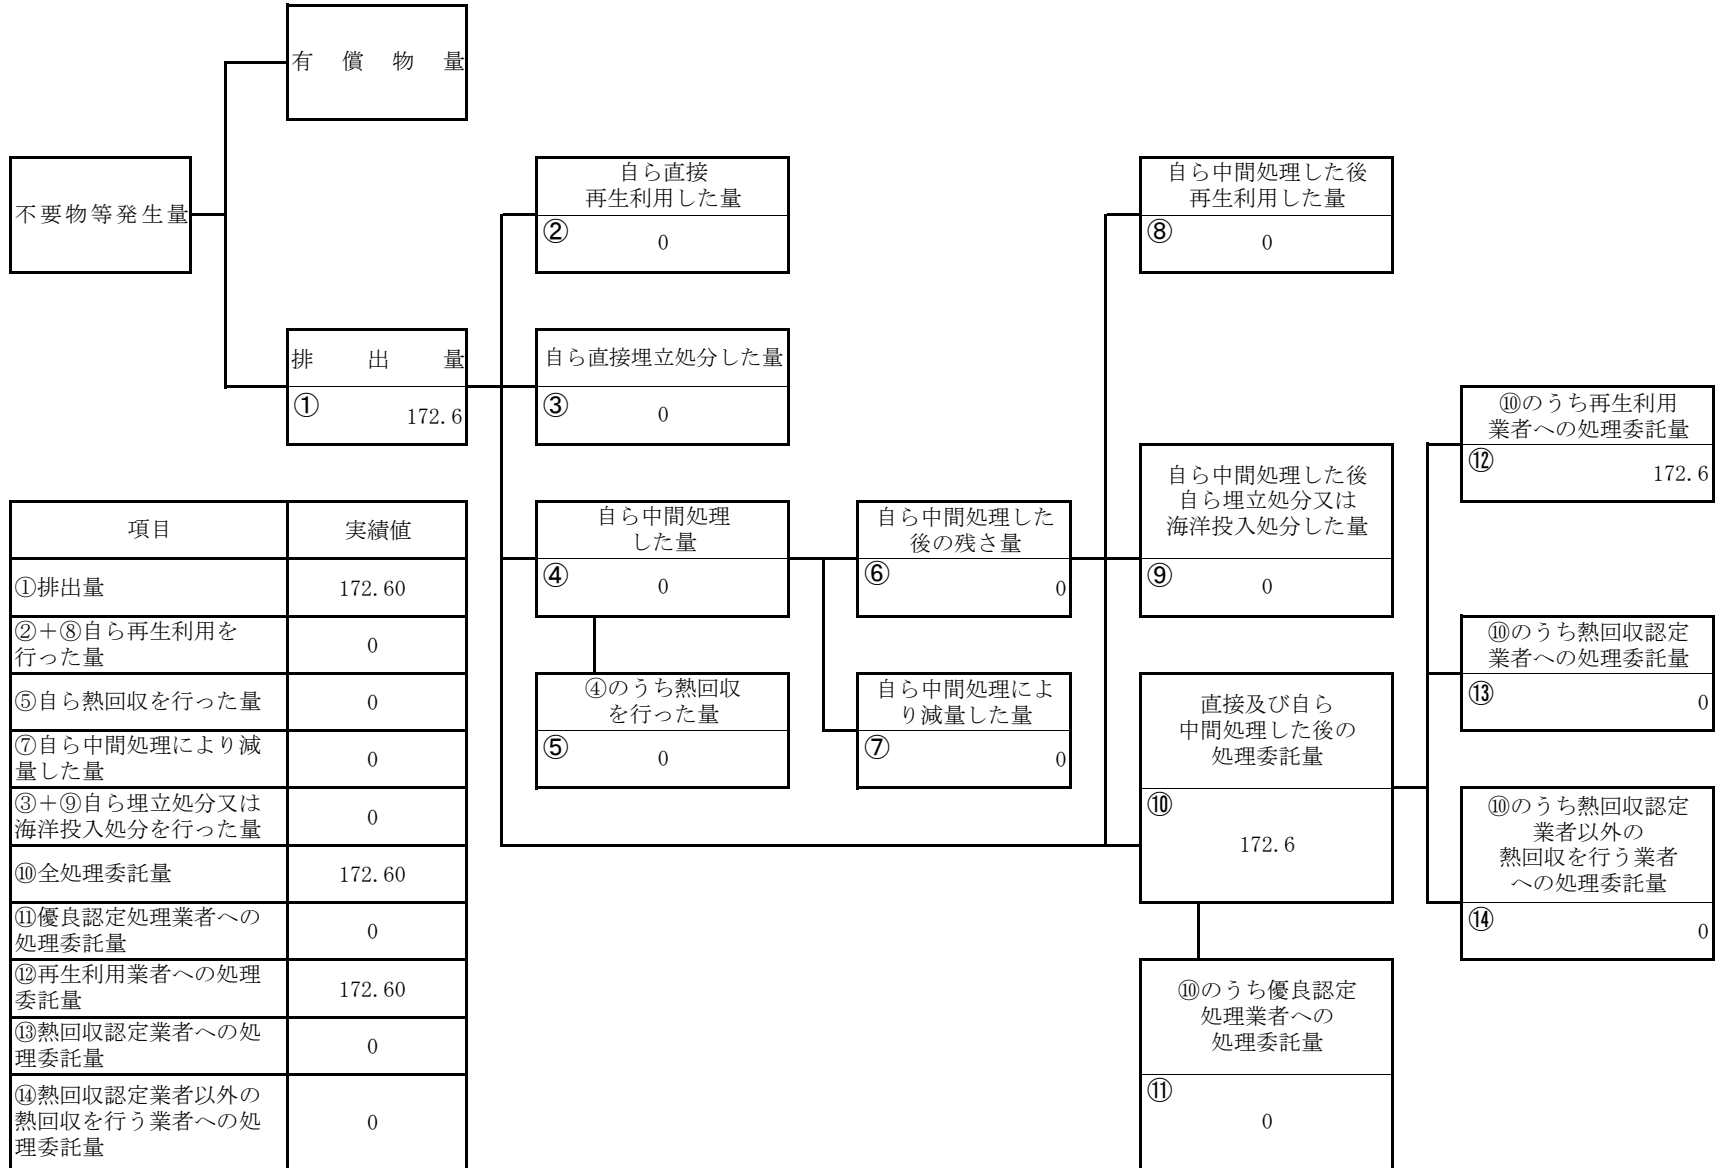 有償物量
不要物等発生量
自ら直接
再生利用した量
② 0
自ら中間処理した後
再生利用した量
⑧ 0
排出量
① 172.6
自ら直接埋立処分した量
③ 0
⑩のうち再生利用
業者への処理委託量
⑫ 172.6
自ら中間処理した後
自ら埋立処分又は
海洋投入処分した量
⑨ 0
自ら中間処理
した量
④ 0
自ら中間処理した
後の残さ量
⑥ 0
⑩のうち熱回収認定
業者への処理委託量
⑬ 0
④のうち熱回収
を行った量
⑤ 0
自ら中間処理によ
り減量した量
⑦ 0
直接及び自ら
中間処理した後の
処理委託量
⑩
172.6
⑩のうち熱回収認定
業者以外の
熱回収を行う業者
への処理委託量
⑭ 0
⑩のうち優良認定
処理業者への
処理委託量
⑪
0
項目 実績値
①排出量 172.60
②＋⑧自ら再生利用を
行った量 0
⑤自ら熱回収を行った量 0
⑦自ら中間処理により減
量した量 0
③＋⑨自ら埋立処分又は
海洋投入処分を行った量 0
⑩全処理委託量 172.60
⑪優良認定処理業者への
処理委託量 0
⑫再生利用業者への処理
委託量 172.60
⑬熱回収認定業者への処
理委託量 0
⑭熱回収認定業者以外の
熱回収を行う業者への処 0
理委託量